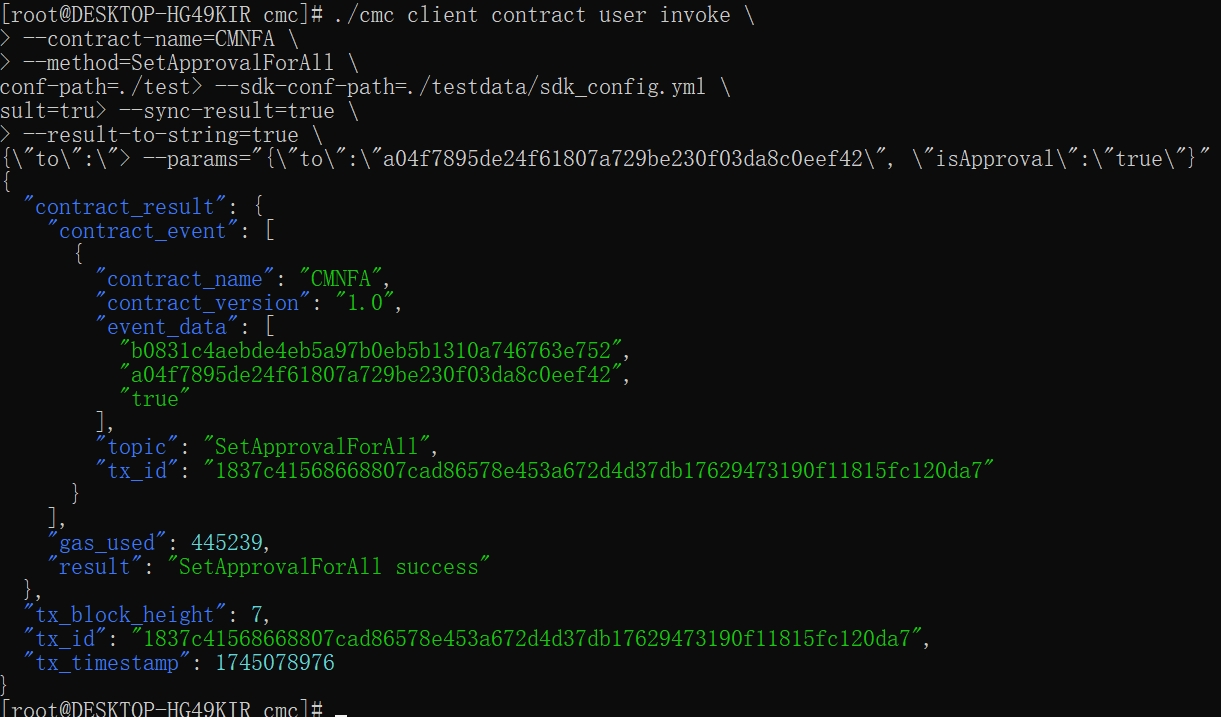 [root@DESKTOP-HG49KIR cmc]# ./cmc client contract user invoke \
> --contract-name=CMNFA \
> --method=SetApprovalForAll \
conf-path=./test> --sdk-conf-path=./testdata/sdk_config.yml \
sult=tru> --sync-result=true \
> --result-to-string=true \
{\"to\":\"> --params="{\"to\":\"a04f7895de24f61807a729be230f03da8c0eef42\", \"isApproval\":\"true\"}"
{
  "contract_result": {
    "contract_event": [
      {
        "contract_name": "CMNFA",
        "contract_version": "1.0",
        "event_data": [
          "b0831c4aebde4eb5a97b0eb5b1310a746763e752",
          "a04f7895de24f61807a729be230f03da8c0eef42",
          "true"
        ],
        "topic": "SetApprovalForAll",
        "tx_id": "1837c41568668807cad86578e453a672d4d37db17629473190f11815fc120da7"
      }
    ],
    "gas_used": 445239,
    "result": "SetApprovalForAll success"
  },
  "tx_block_height": 7,
  "tx_id": "1837c41568668807cad86578e453a672d4d37db17629473190f11815fc120da7",
  "tx_timestamp": 1745078976
}
[root@DESKTOP-HG49KIR cmc]# _